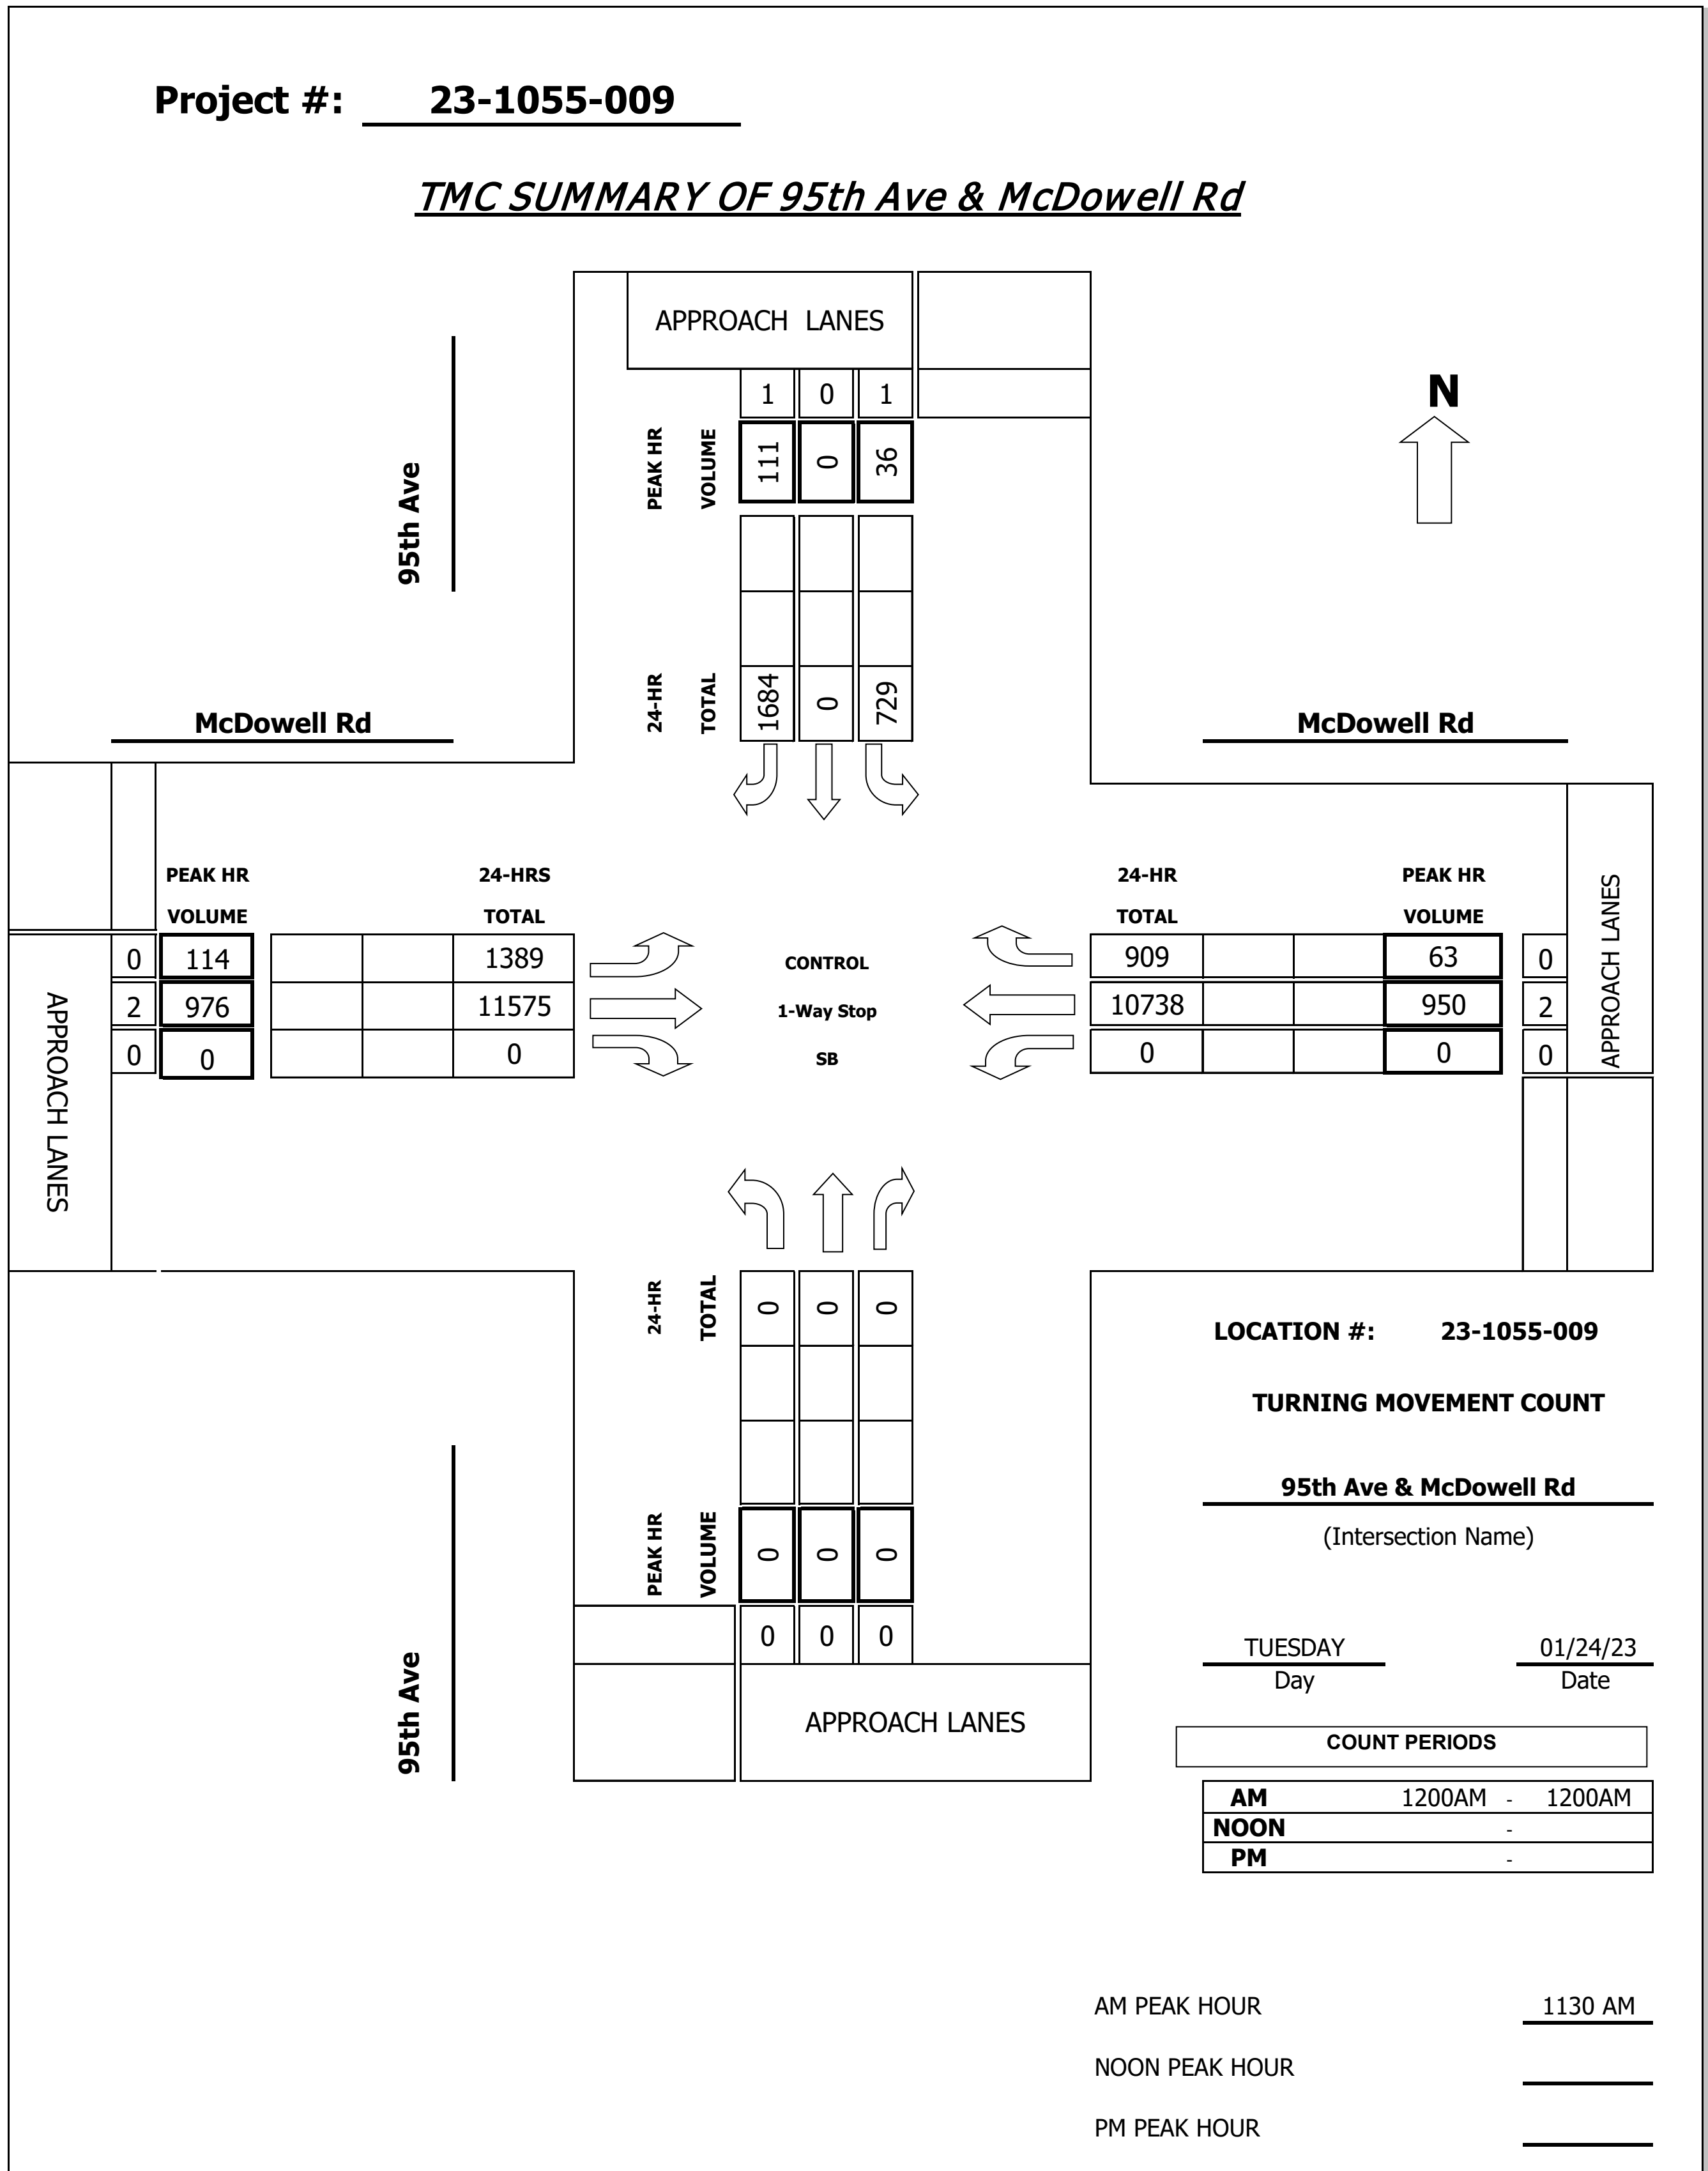 Project #: 23-1055-009
TMC SUMMARY OF 95th Ave & McDowell Rd
APPROACH LANES
1 0 1
N
95th Ave
PEAK HR
VOLUME
111 0 36
24-HR
TOTAL
1684 0 729
McDowell Rd
McDowell Rd
PEAK HR 24-HRS 24-HR PEAK HR
VOLUME TOTAL TOTAL VOLUME
0 114 1389 CONTROL 909 63 0
2 976 11575 1-Way Stop 10738 950 2
0 0 0 SB 0 0 0
APPROACH LANES
APPROACH LANES
24-HR
TOTAL
0 0 0
LOCATION #: 23-1055-009
TURNING MOVEMENT COUNT
95th Ave & McDowell Rd
(Intersection Name)
PEAK HR
VOLUME
0 0 0
0 0 0
95th Ave
APPROACH LANES
TUESDAY 01/24/23
Day Date
COUNT PERIODS
AM 1200AM - 1200AM
NOON -
PM -
AM PEAK HOUR 1130 AM
NOON PEAK HOUR
PM PEAK HOUR